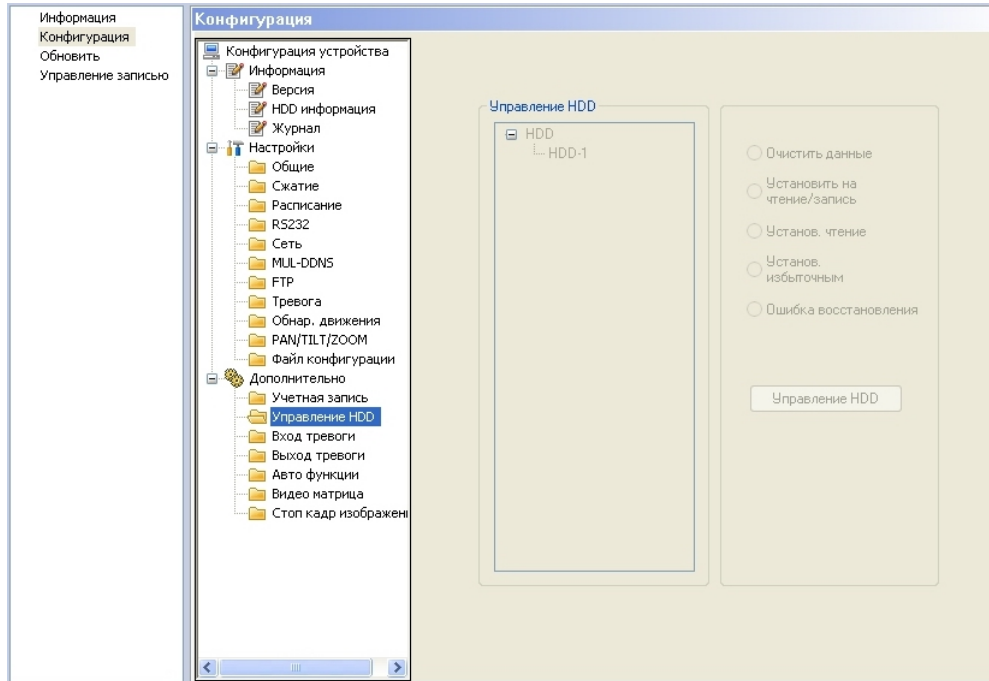 Информация
Конфигурация
Обновить
Управление записью
Конфигурация
Конфигурация устройства
Информация
Версия
HDD информация
Журнал
Настройки
Общие
Сжатие
Расписание
RS232
Сеть
MUL-DDNS
FTP
Тревога
Обнар. движения
PAN/TILT/ZOOM
Файл конфигурации
Дополнительно
Учетная запись
Управление HDD
Вход тревоги
Выход тревоги
Авто функции
Видео матрица
Стоп кадр изображени
Управление HDD
HDD
HDD-1
Очистить данные
Установить на
чтение/запись
Установ. чтение
Установ.
избыточным
Ошибка восстановления
Управление HDD